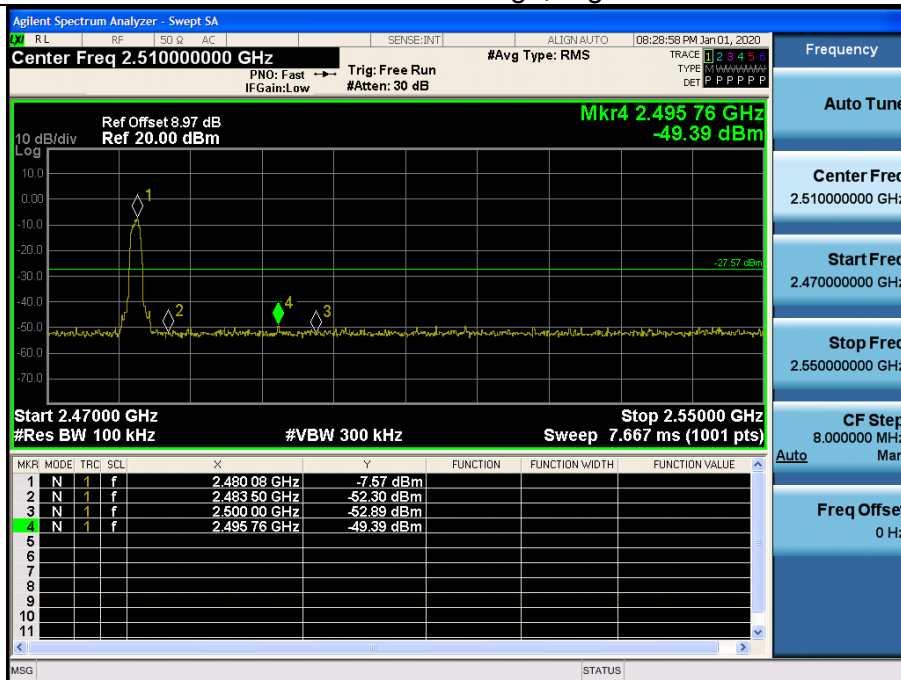 Agilent Spectrum Analyzer - Swept SA
LXI RL RF 50 Ω AC SENSE:INT ALIGN AUTO 08:28:58 PM Jan 01, 2020
Center Freq 2.510000000 GHz #Avg Type: RMS TRACE 1 2 3 4 5 6
PNO: Fast Trig: Free Run TYPE M WWWWW
IFGain:Low #Atten: 30 dB DET P P P P P P
Mkr4 2.495 76 GHz
-49.39 dBm
Ref Offset 8.97 dB
10 dB/div Ref 20.00 dBm
Log
10.0
0.00
-10.0
-20.0
-30.0
-40.0
-50.0
-60.0
-70.0
1
2
4
3
-27.57 dBm
Start 2.47000 GHz Stop 2.55000 GHz
#Res BW 100 kHz #VBW 300 kHz Sweep 7.667 ms (1001 pts)
MKR MODE TRC SCL X Y FUNCTION FUNCTION WIDTH FUNCTION VALUE
1 N 1 f 2.480 08 GHz -7.57 dBm
2 N 1 f 2.483 50 GHz -52.30 dBm
3 N 1 f 2.500 00 GHz -52.89 dBm
4 N 1 f 2.495 76 GHz -49.39 dBm
5
6
7
8
9
10
11
MSG STATUS
Frequency
Auto Tune
Center Freq
2.510000000 GHz
Start Freq
2.470000000 GHz
Stop Freq
2.550000000 GHz
CF Step
8.000000 MHz
Auto Man
Freq Offset
0 Hz